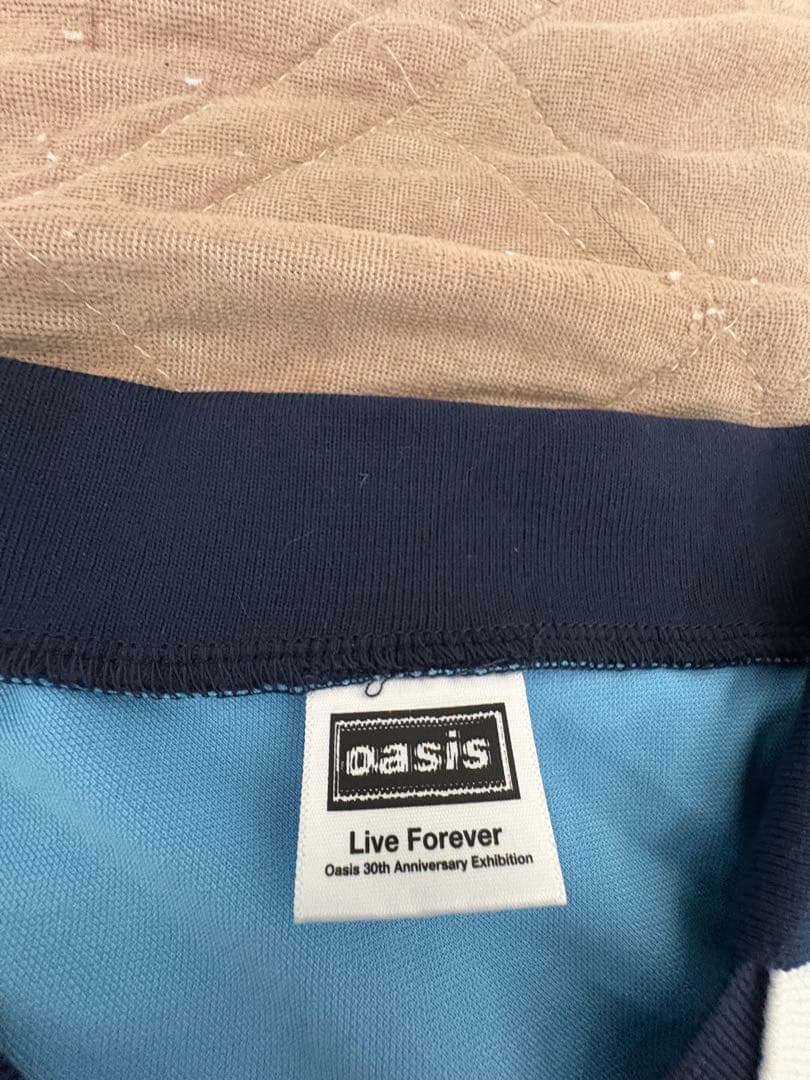 oasis
Live Forever
Oasis 30th Anniversary Exhibition